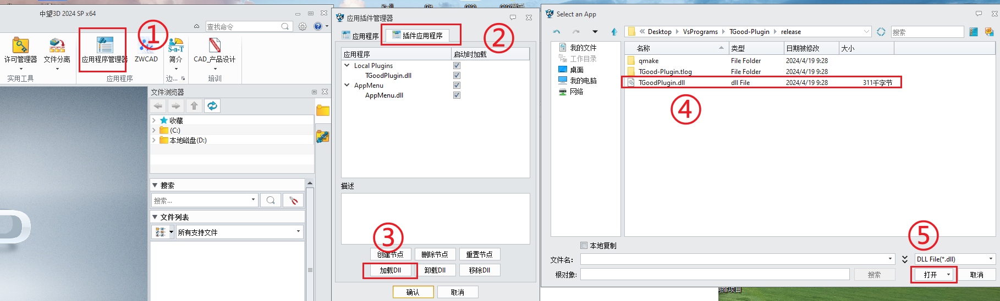 中望3D 2024 SP x64
查找命令
①
许可管理器
文件分离
应用程序管理器
ZWCAD
S-n-T
简介
CAD_产品设计
实用工具
应用程序
边...
培训
文件浏览器
收藏
(C:)
本地磁盘(D:)
搜索
搜索...
文件列表
所有支持文件
应用插件管理器
②
应用程序
插件应用程序
应用程序
启动时加载
Local Plugins
TGoodPlugin.dll
AppMenu
AppMenu.dll
描述
③
创建节点
删除节点
重置节点
加载Dll
卸载Dll
移除Dll
确认
取消
Select an App
Desktop
VsPrograms
TGood-Plugin
release
搜索
我的文件
工作目录
桌面
我的电脑
网络
名称 类型 日期被修改 大小
qmake File Folder 2024/4/19 9:28
TGood-Plugin.tlog File Folder 2024/4/19 9:28
TGoodPlugin.dll dll File 2024/4/19 9:28 311千字节
④
⑤
本地复制
文件名:
DLL File(*.dll)
根对象:
搜索
打开
取消